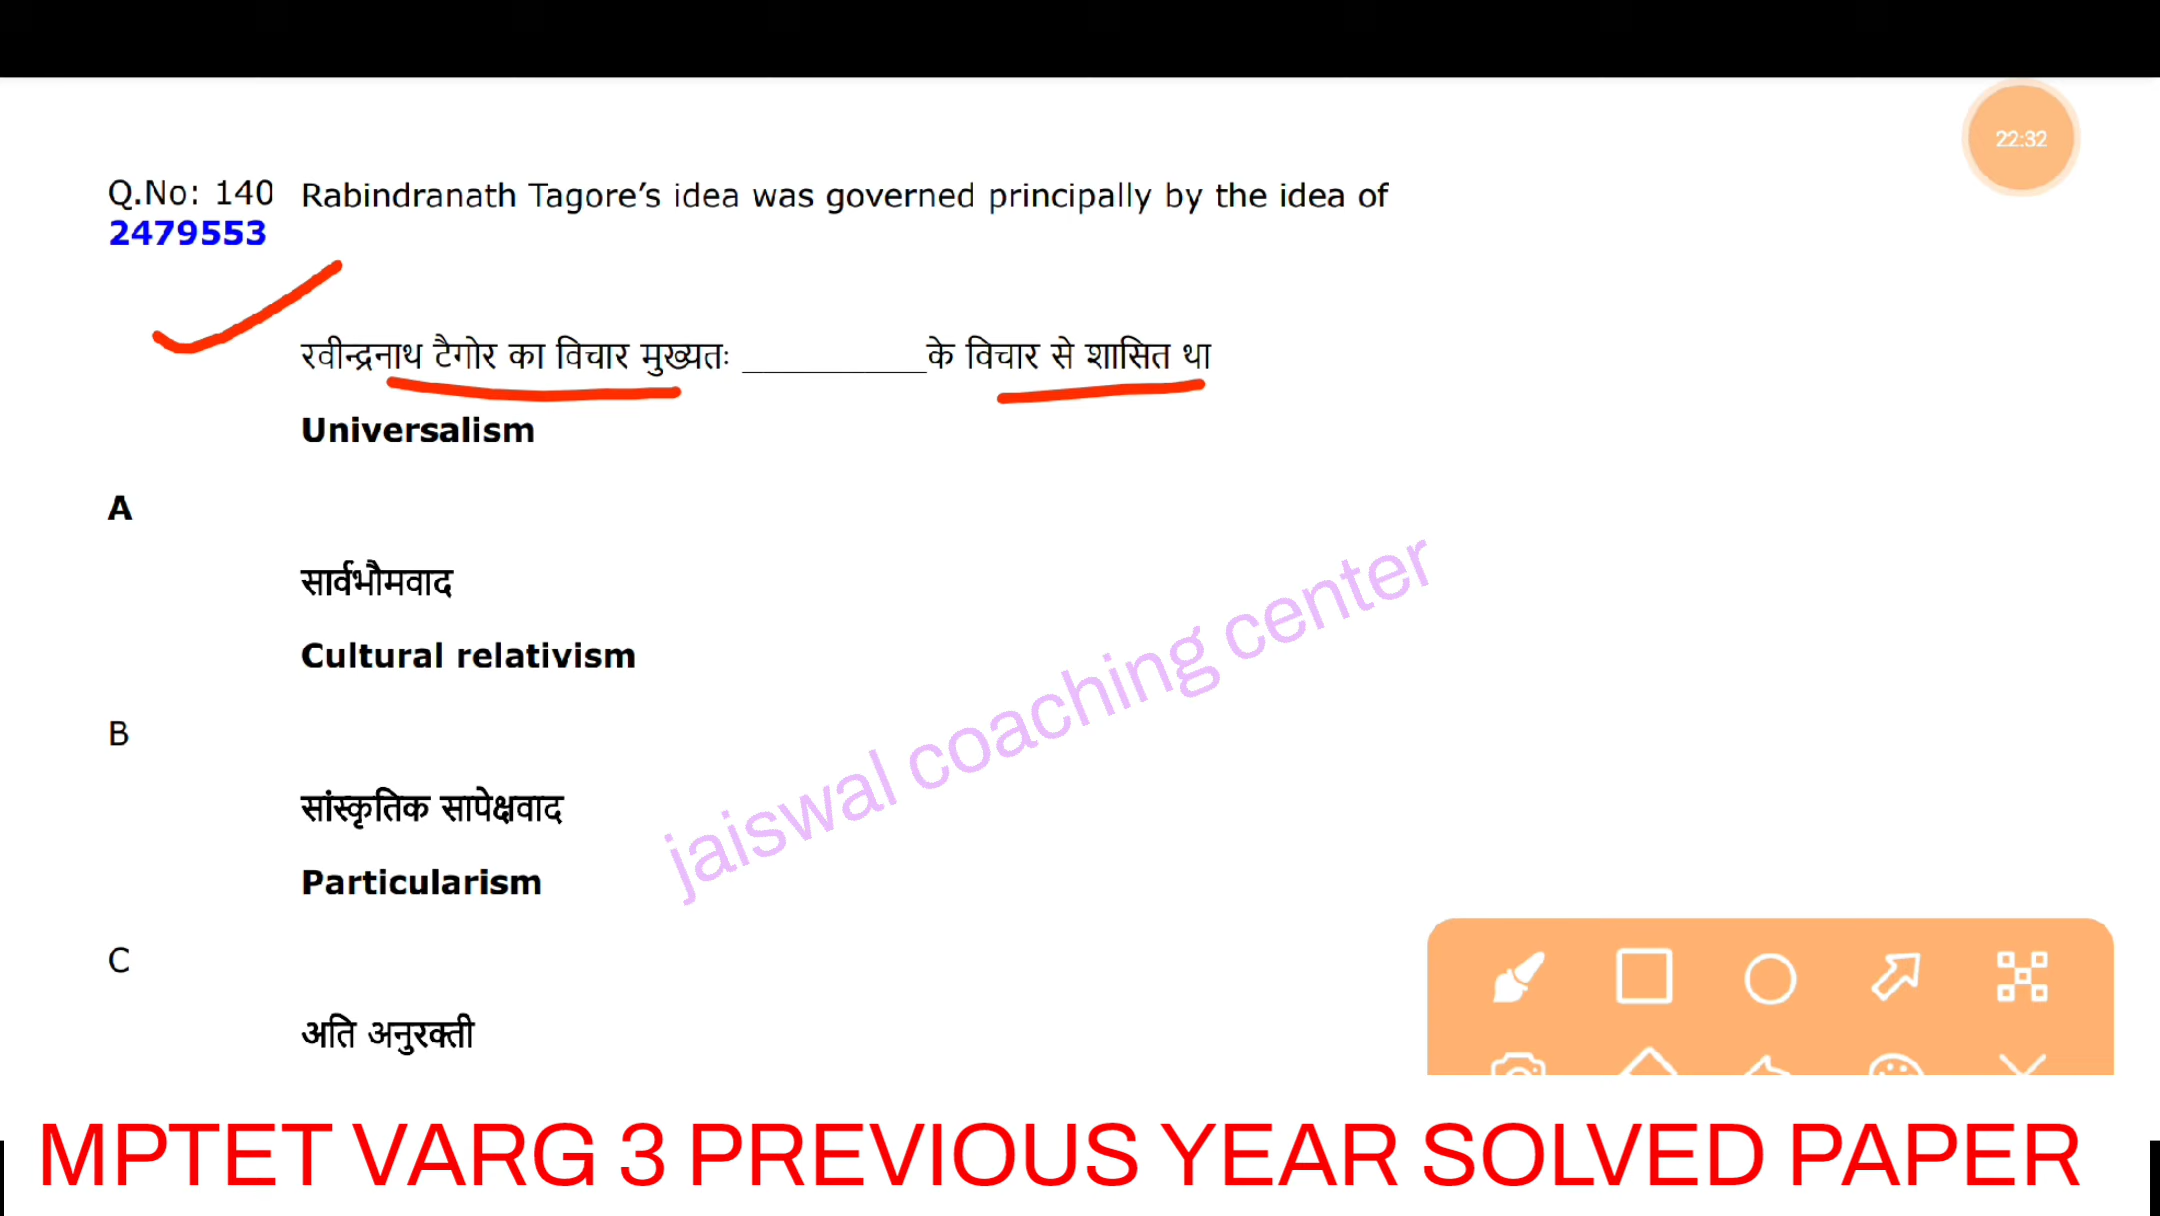 22:32
Q.No: 140 Rabindranath Tagore’s idea was governed principally by the idea of
2479553
रवीन्द्रनाथ टैगोर का विचार मुख्यतः ___________के विचार से शासित था
Universalism
A
सार्वभौमवाद
Cultural relativism
B
सांस्कृतिक सापेक्षवाद
Particularism
C
अति अनुरक्ती
jaiswal coaching center
MPTET VARG 3 PREVIOUS YEAR SOLVED PAPER